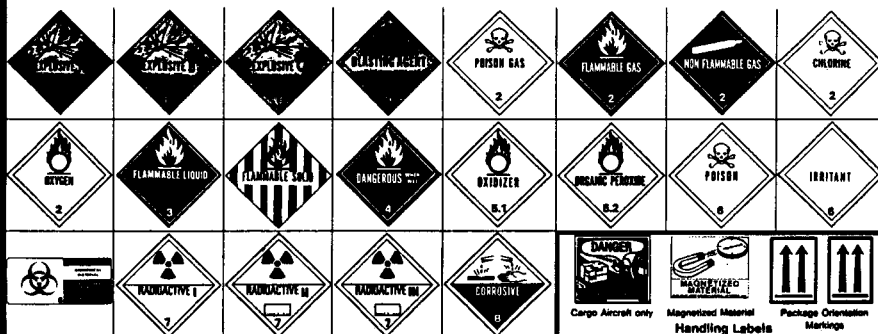 EXPLOSIVE A
EXPLOSIVE B
EXPLOSIVE C
BLASTING AGENT
POISON GAS
2
FLAMMABLE GAS
2
NON FLAMMABLE GAS
2
CHLORINE
2
OXYGEN
2
FLAMMABLE LIQUID
3
FLAMMABLE SOLID
DANGEROUS WHEN WET
4
OXIDIZER
5.1
ORGANIC PEROXIDE
5.2
POISON
6
IRRITANT
6
RADIOACTIVE I
7
RADIOACTIVE II
7
RADIOACTIVE III
7
CORROSIVE
8
DANGER
Cargo Aircraft only
MAGNETIZED
MATERIAL
Magnetized Material
Package Orientation
Markings
Handling Labels